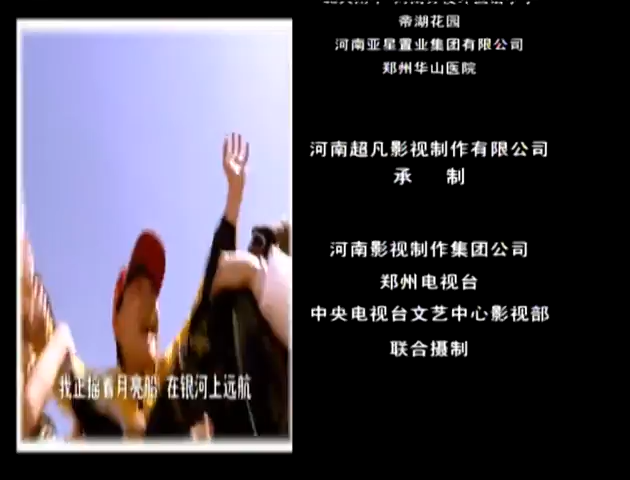 帝湖花园
河南亚星置业集团有限公司
郑州华山医院
河南超凡影视制作有限公司
承 制
河南影视制作集团公司
郑州电视台
中央电视台文艺中心影视部
联合摄制
我正摇着月亮船 在银河上远航